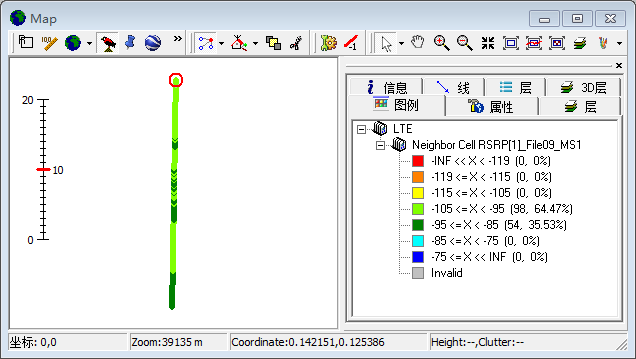 Map
-1
20
10
0
信息
线
层
3D层
图例
属性
层
LTE
Neighbor Cell RSRP[1]_File09_MS1
-INF << X < -119 (0, 0%)
-119 <= X < -115 (0, 0%)
-115 <= X < -105 (0, 0%)
-105 <= X < -95 (98, 64.47%)
-95 <= X < -85 (54, 35.53%)
-85 <= X < -75 (0, 0%)
-75 <= X << INF (0, 0%)
Invalid
坐标: 0,0
Zoom:39135 m
Coordinate:0.142151,0.125386
Height:--,Clutter:--